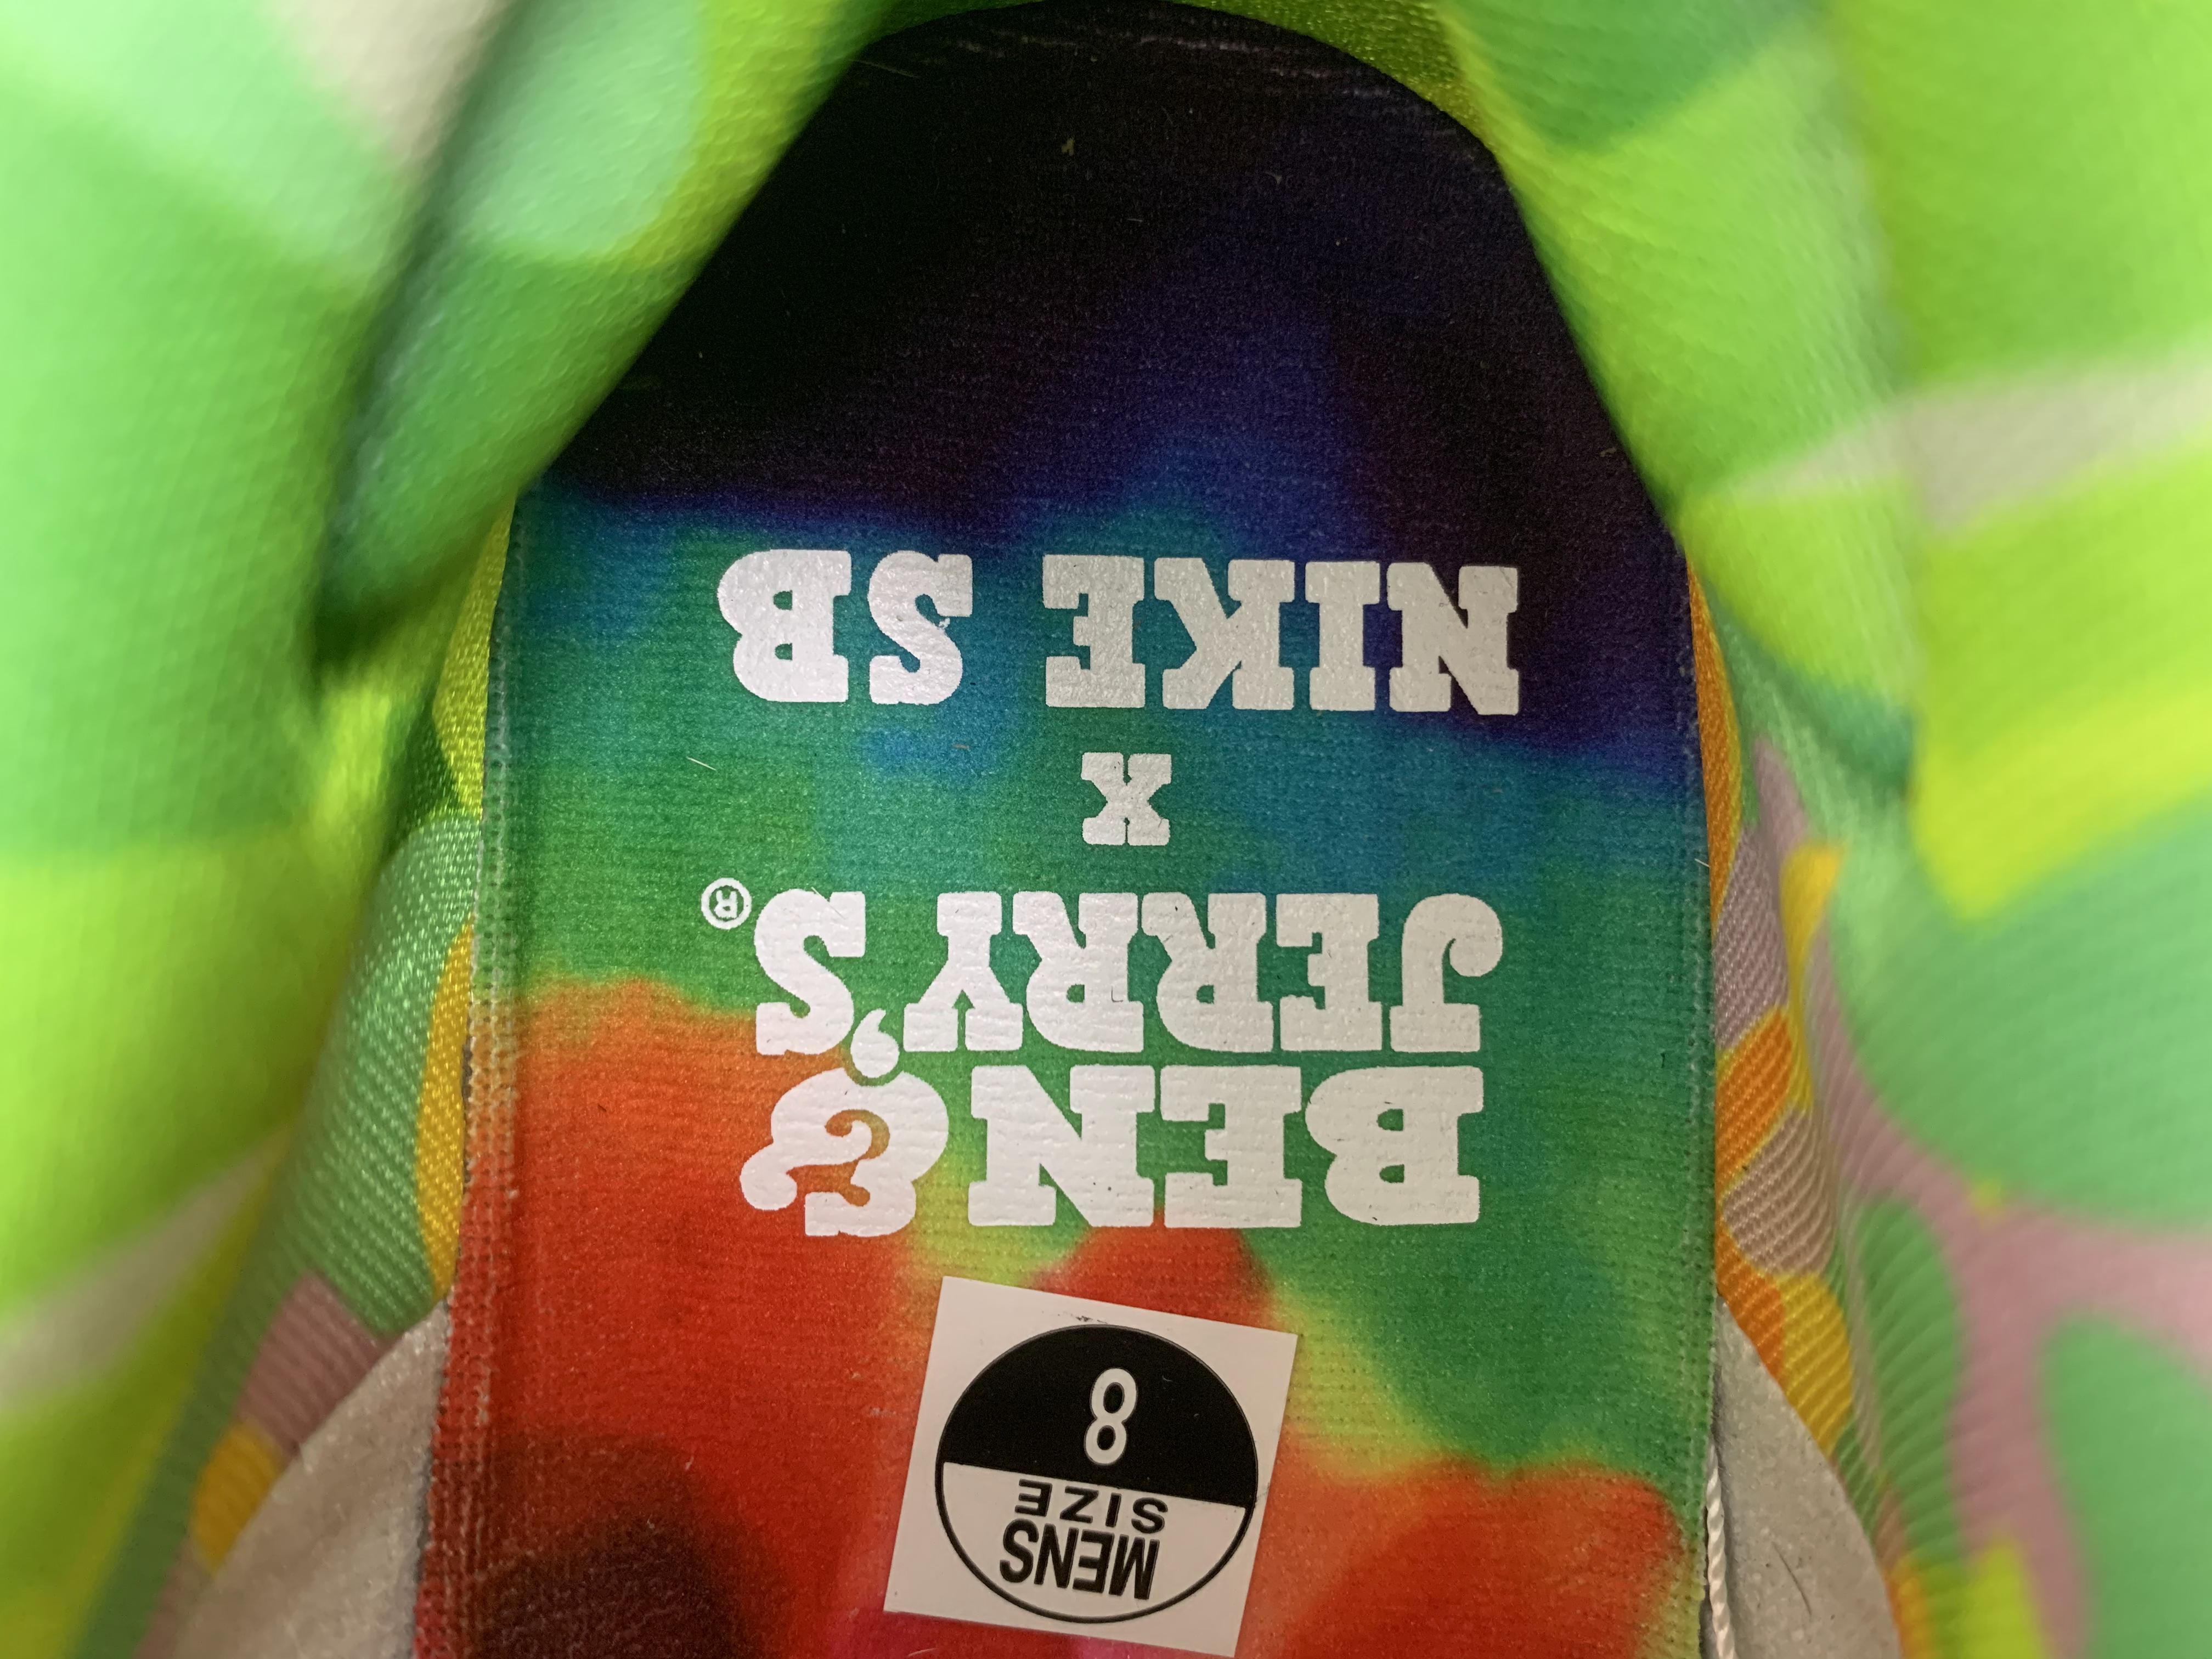 MENS
SIZE
8
BEN &
JERRY'S®
X
NIKE SB